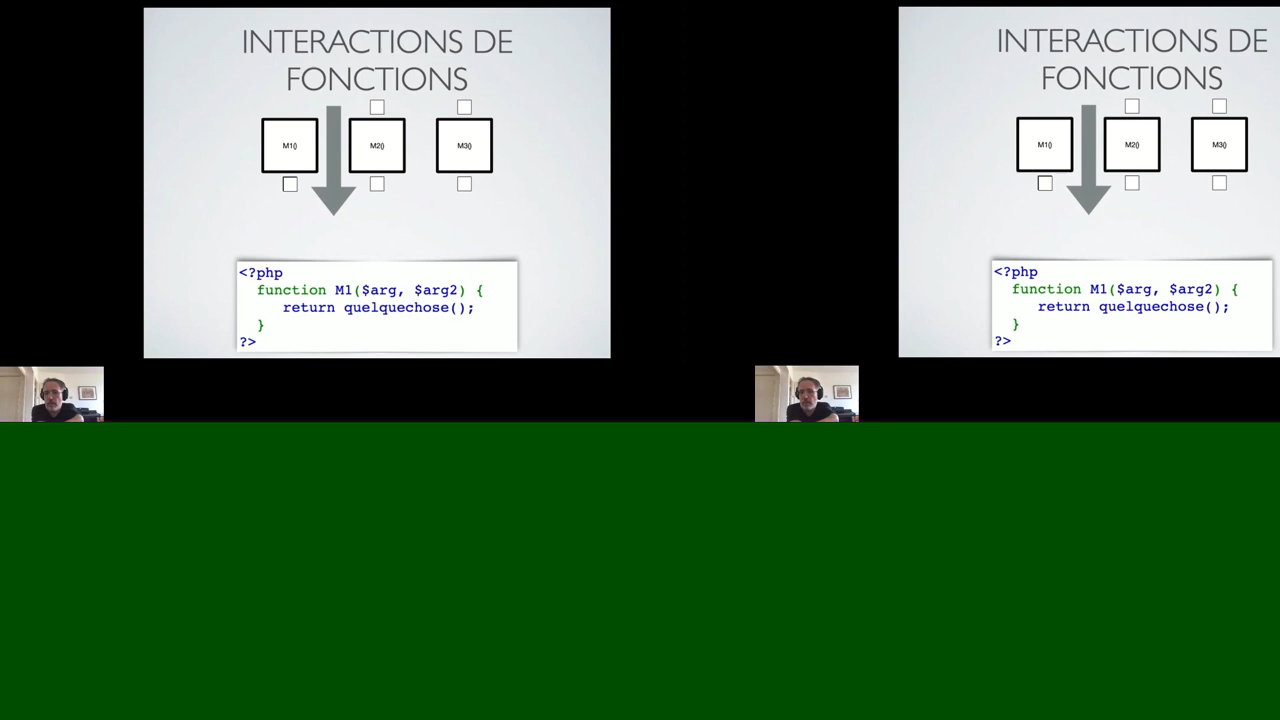 INTERACTIONS DE
FONCTIONS
M1()
M2()
M3()
<?php
function M1($arg, $arg2) {
return quelquechose();
}
?>
INTERACTIONS DE
FONCTIONS
M1()
M2()
M3()
<?php
function M1($arg, $arg2) {
return quelquechose();
}
?>